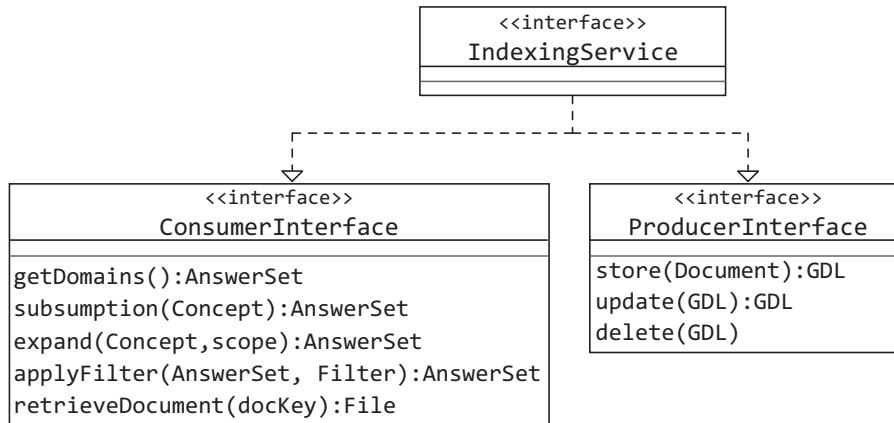 <<interface>>
IndexingService
<<interface>>
ConsumerInterface
getDomains():AnswerSet
subsumption(Concept):AnswerSet
expand(Concept,scope):AnswerSet
applyFilter(AnswerSet, Filter):AnswerSet
retrieveDocument(docKey):File
<<interface>>
ProducerInterface
store(Document):GDL
update(GDL):GDL
delete(GDL)